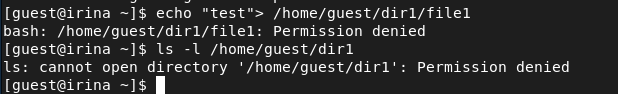 [guest@irina ~]$ echo "test"> /home/guest/dir1/file1
bash: /home/guest/dir1/file1: Permission denied
[guest@irina ~]$ ls -l /home/guest/dir1
ls: cannot open directory '/home/guest/dir1': Permission denied
[guest@irina ~]$